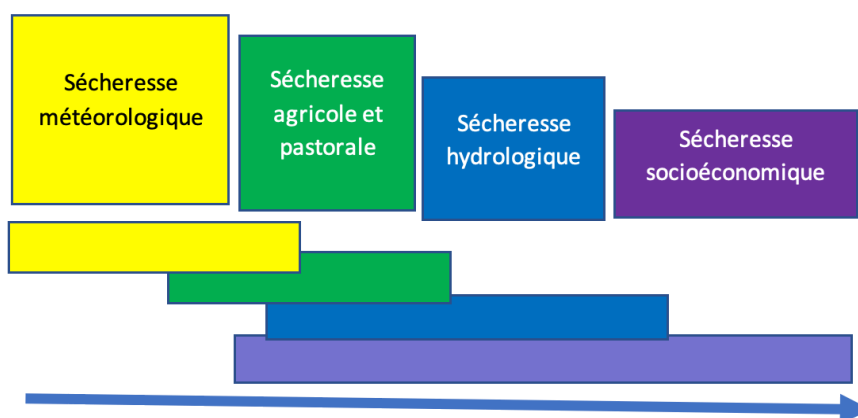 Sécheresse
météorologique
Sécheresse
agricole et
pastorale
Sécheresse
hydrologique
Sécheresse
socioéconomique